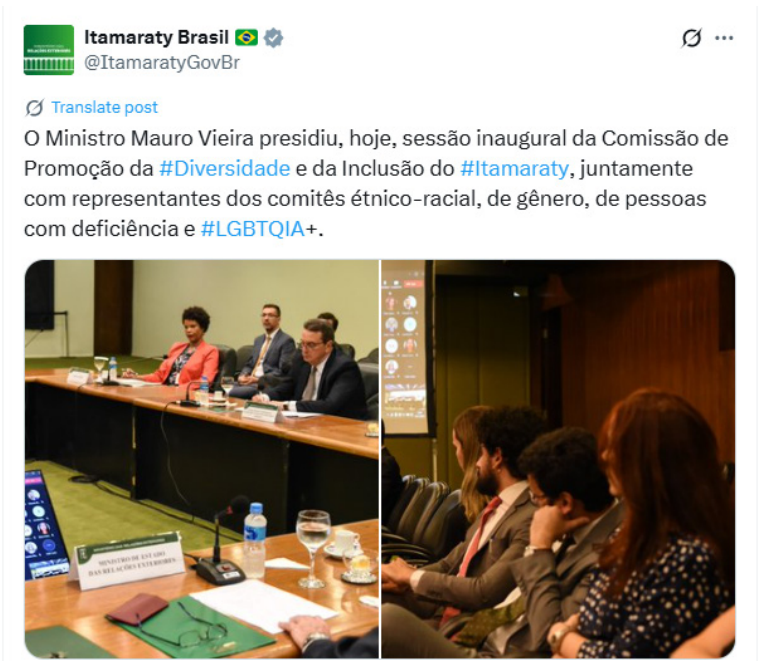 Itamaraty Brasil
@ItamaratyGovBr
RELAÇÕES EXTERIORES
Translate post
O Ministro Mauro Vieira presidiu, hoje, sessão inaugural da Comissão de
Promoção da #Diversidade e da Inclusão do #Itamaraty, juntamente
com representantes dos comitês étnico-racial, de gênero, de pessoas
com deficiência e #LGBTQIA+.
MINISTRO DE ESTADO
DAS RELAÇÕES EXTERIORES